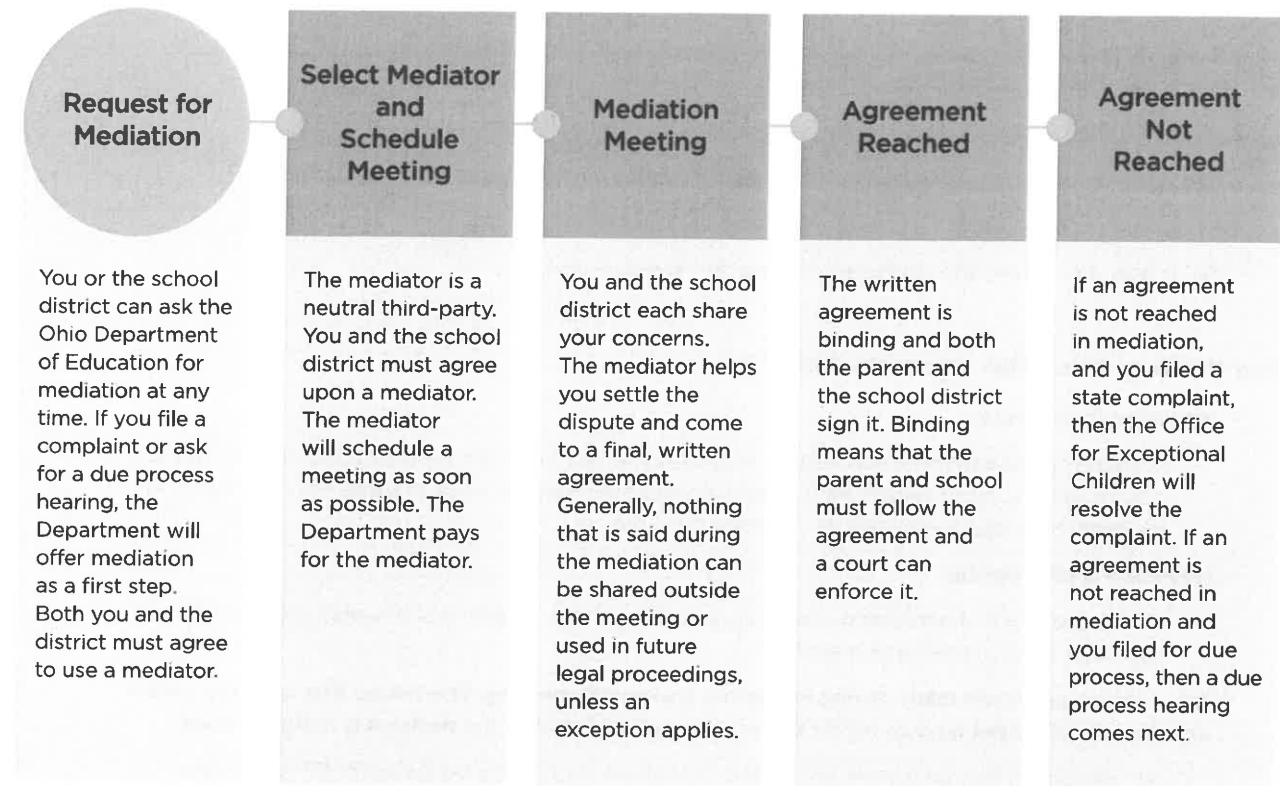 Request for
Mediation
You or the school
district can ask the
Ohio Department
of Education for
mediation at any
time. If you file a
complaint or ask
for a due process
hearing, the
Department will
offer mediation
as a first step.
Both you and the
district must agree
to use a mediator.
Select Mediator
and
Schedule
Meeting
The mediator is a
neutral third-party.
You and the school
district must agree
upon a mediator.
The mediator
will schedule a
meeting as soon
as possible. The
Department pays
for the mediator.
Mediation
Meeting
You and the school
district each share
your concerns.
The mediator helps
you settle the
dispute and come
to a final, written
agreement.
Generally, nothing
that is said during
the mediation can
be shared outside
the meeting or
used in future
legal proceedings,
unless an
exception applies.
Agreement
Reached
The written
agreement is
binding and both
the parent and
the school district
sign it. Binding
means that the
parent and school
must follow the
agreement and
a court can
enforce it.
Agreement
Not
Reached
If an agreement
is not reached
in mediation,
and you filed a
state complaint,
then the Office
for Exceptional
Children will
resolve the
complaint. If an
agreement is
not reached in
mediation and
you filed for due
process, then a due
process hearing
comes next.